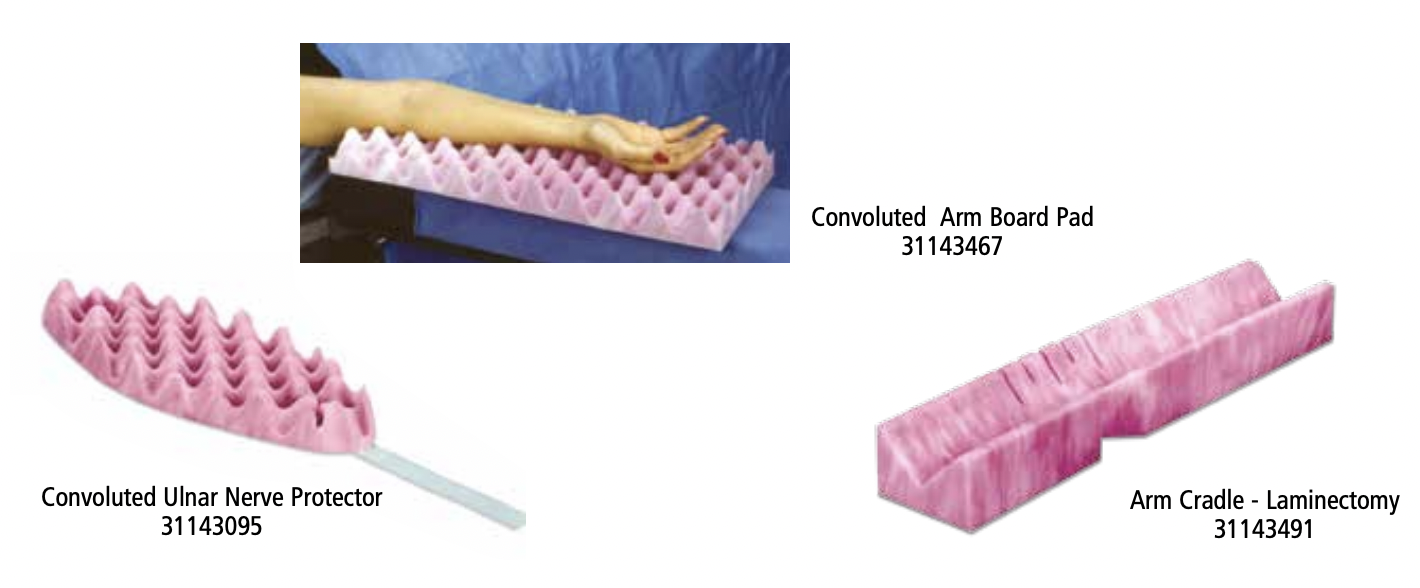 Convoluted  Arm Board Pad
31143467
Convoluted Ulnar Nerve Protector
31143095
Arm Cradle - Laminectomy
31143491